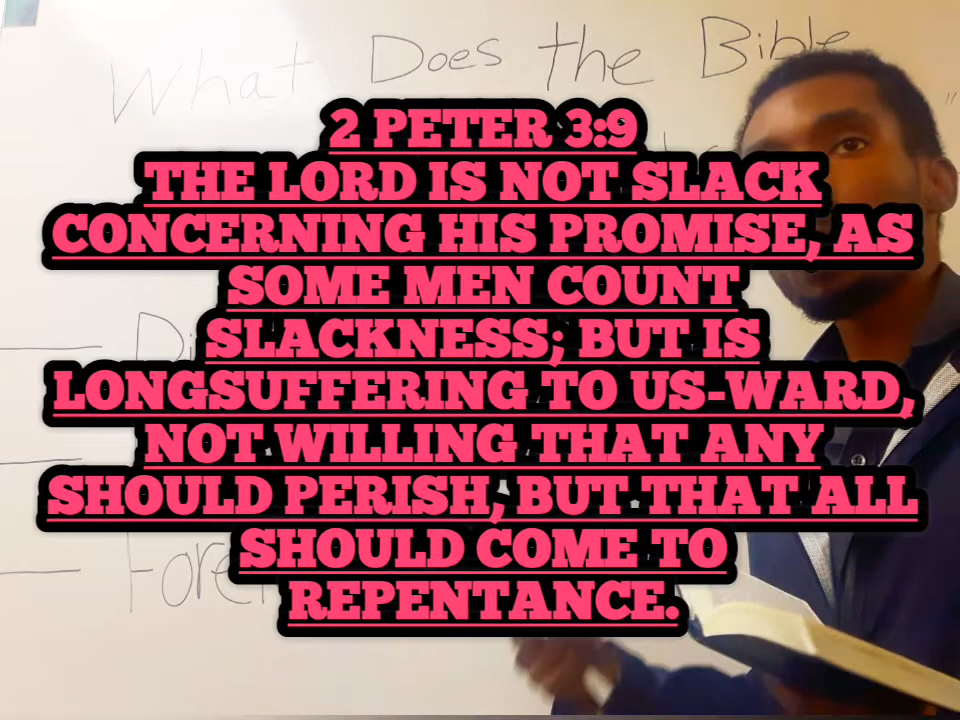 What Does the Bible
2 PETER 3:9
THE LORD IS NOT SLACK
CONCERNING HIS PROMISE, AS
SOME MEN COUNT
SLACKNESS; BUT IS
LONGSUFFERING TO US-WARD,
NOT WILLING THAT ANY
SHOULD PERISH, BUT THAT ALL
SHOULD COME TO
REPENTANCE.